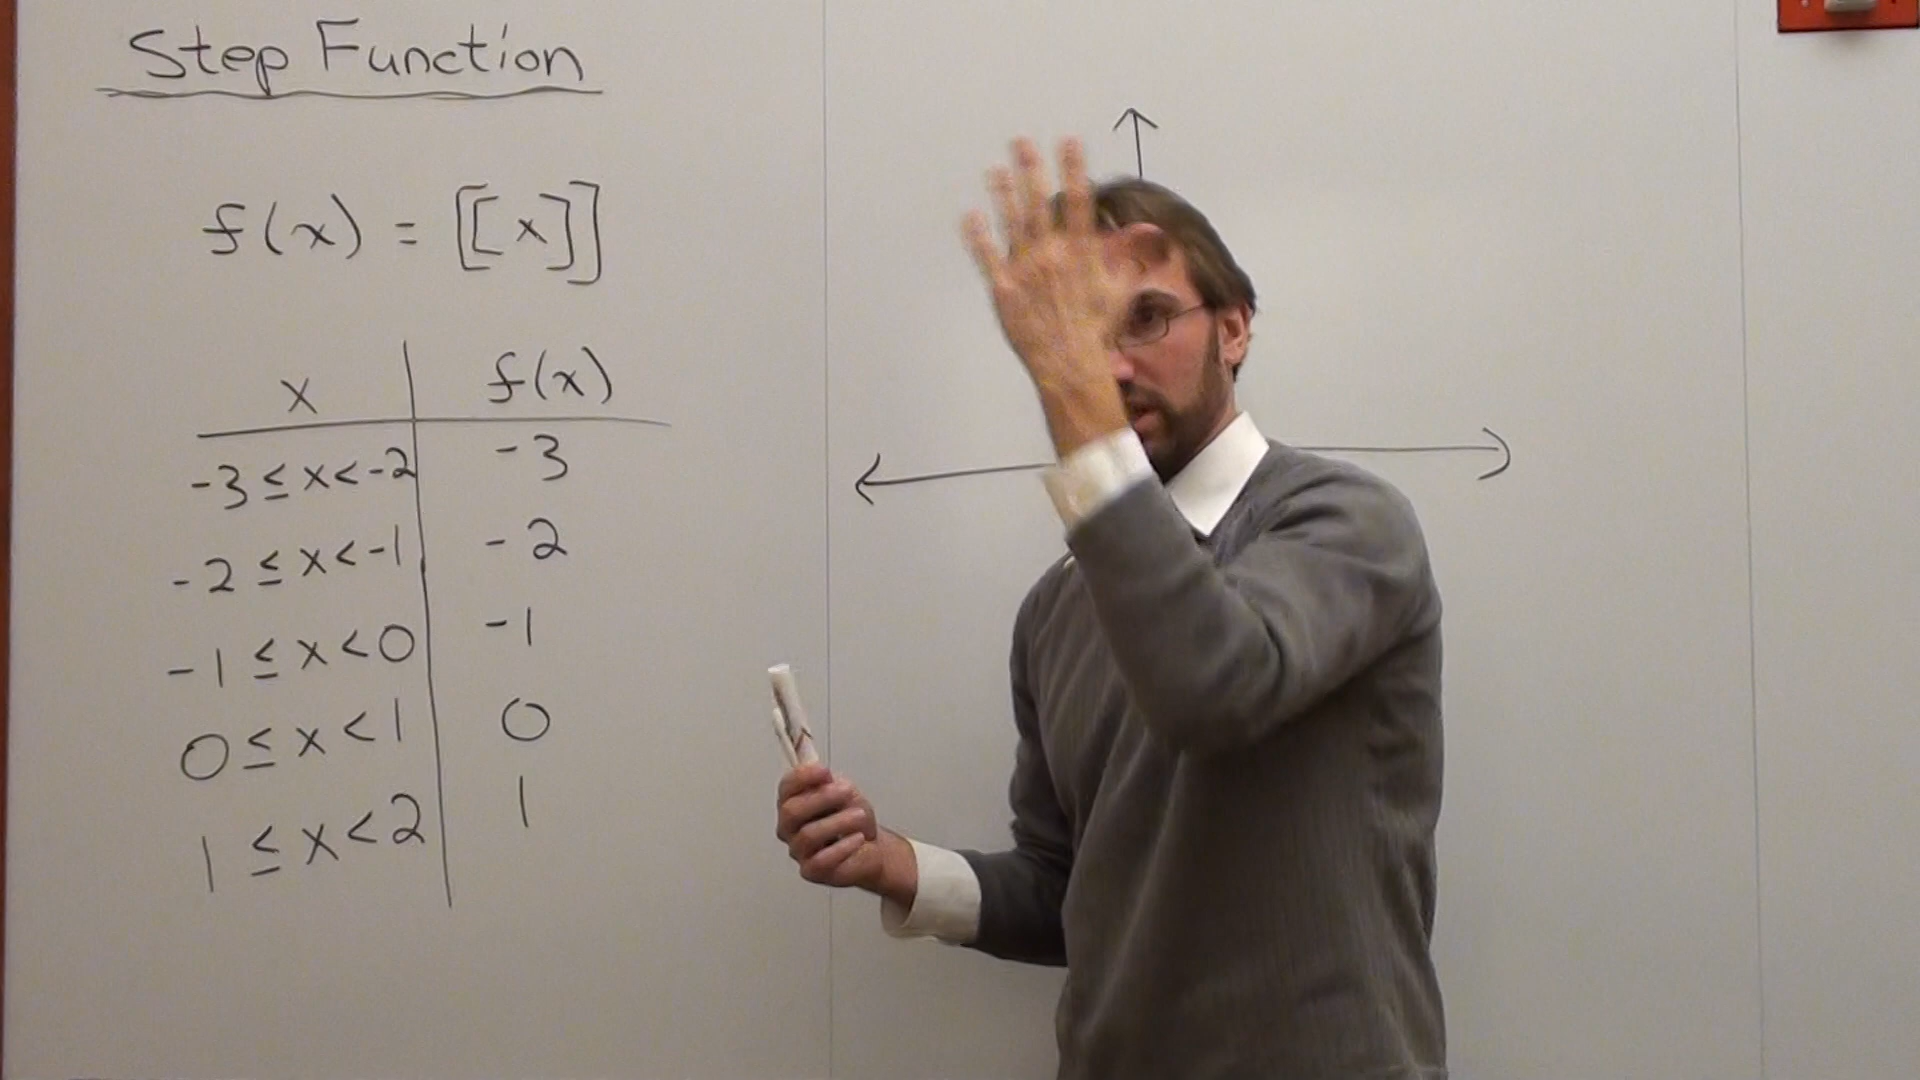 Step Function
f(x) = [[x]]
x f(x)
-3 ≤ x < -2 -3
-2 ≤ x < -1 -2
-1 ≤ x < 0 -1
0 ≤ x < 1 0
1 ≤ x < 2 1